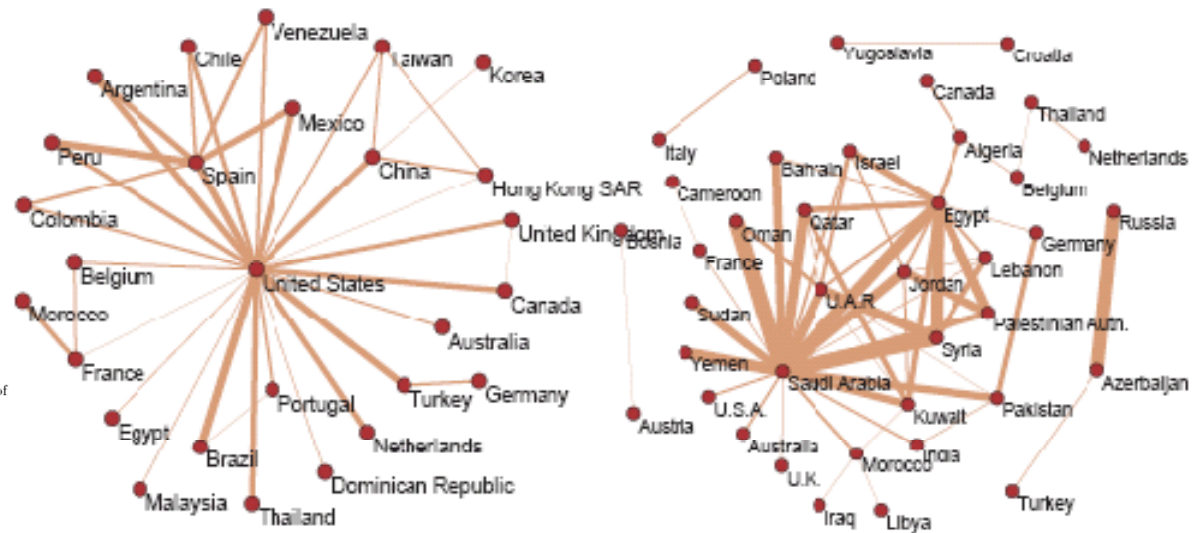 Venezuela
Chile
Taiwan
Korea
Argentina
Mexico
Peru
Spain
China
Hong Kong SAR
Colombia
United Kingdom
Belgium
United States
Canada
Morocco
Australia
France
Turkey
Germany
of
Portugal
Egypt
Netherlands
Brazil
Dominican Republic
Malaysia
Thailand
Yugoslavia
Croatia
Poland
Canada
Thailand
Italy
Algeria
Netherlands
Bahrain
Israel
Cameroon
Belgium
Oman
Qatar
Egypt
Russia
Bosnia
Germany
France
Lebanon
Jordan
U.A.R.
Sudan
Palestinian Auth.
Syria
Yemen
Saudi Arabia
Azerbaijan
U.S.A.
Kuwait
Pakistan
Austria
Australia
India
Morocco
U.K.
Turkey
Iraq
Libya